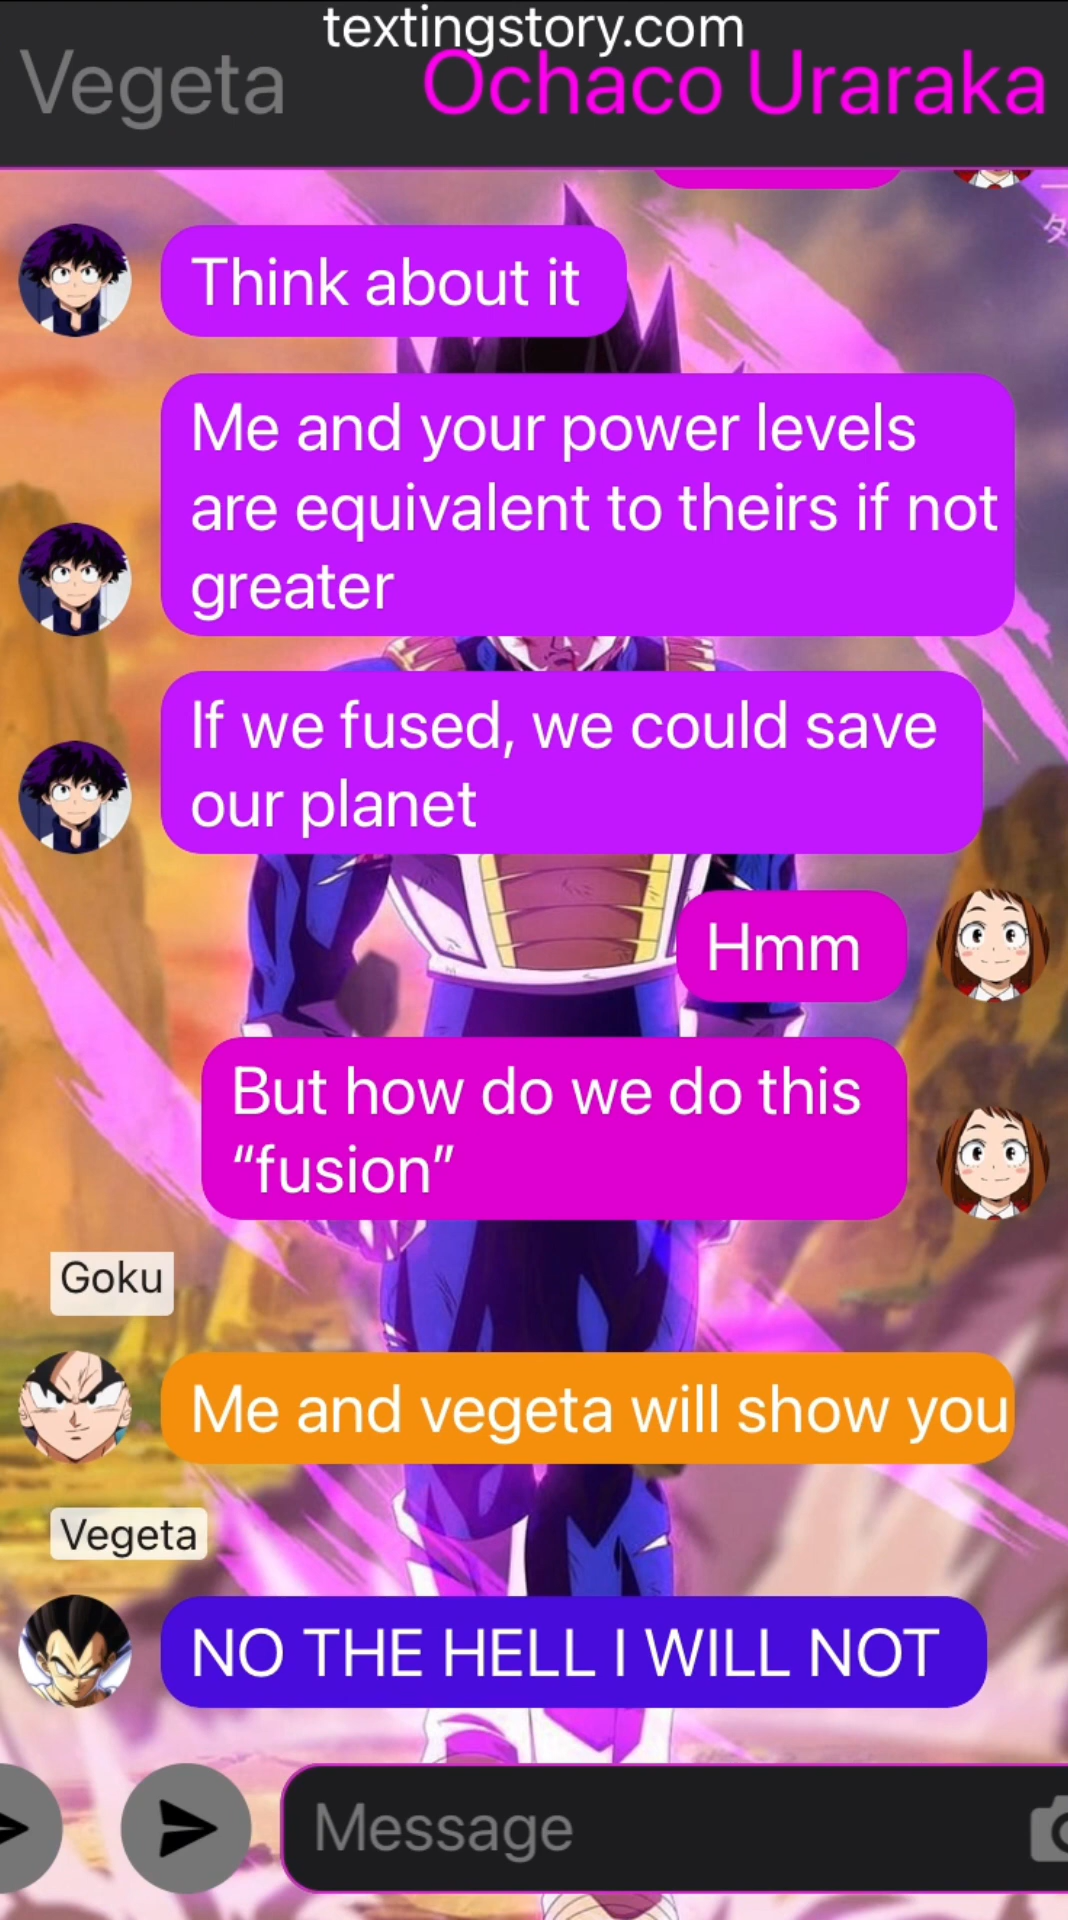 textingstory.com
Vegeta
Ochaco Uraraka
Think about it
Me and your power levels
are equivalent to theirs if not
greater
If we fused, we could save
our planet
Hmm
But how do we do this
“fusion”
Goku
Me and vegeta will show you
Vegeta
NO THE HELL I WILL NOT
Message